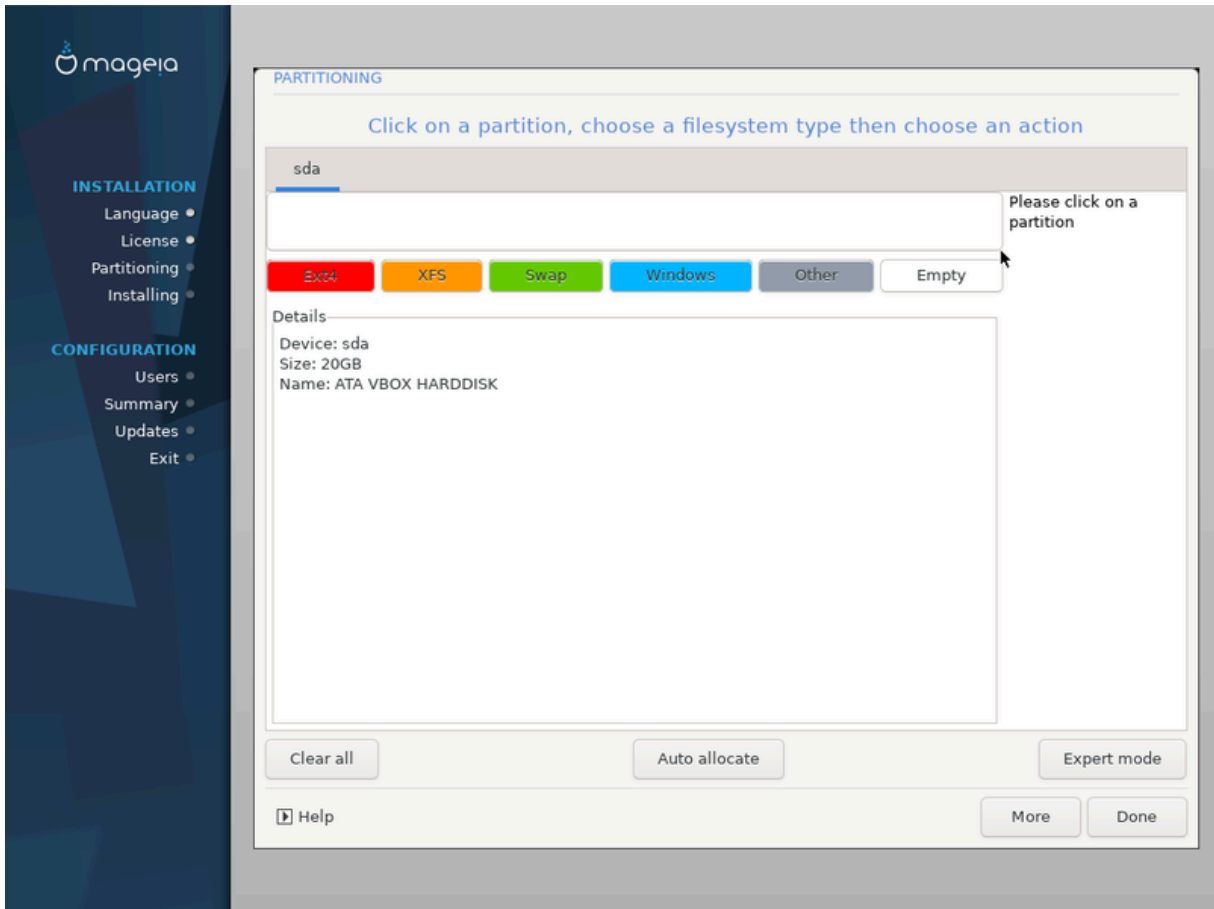 mageia
INSTALLATION
Language
License
Partitioning
Installing
CONFIGURATION
Users
Summary
Updates
Exit
PARTITIONING
Click on a partition, choose a filesystem type then choose an action
sda
Please click on a
partition
Ext4 XFS Swap Windows Other Empty
Details
Device: sda
Size: 20GB
Name: ATA VBOX HARDDISK
Clear all Auto allocate Expert mode
Help More Done